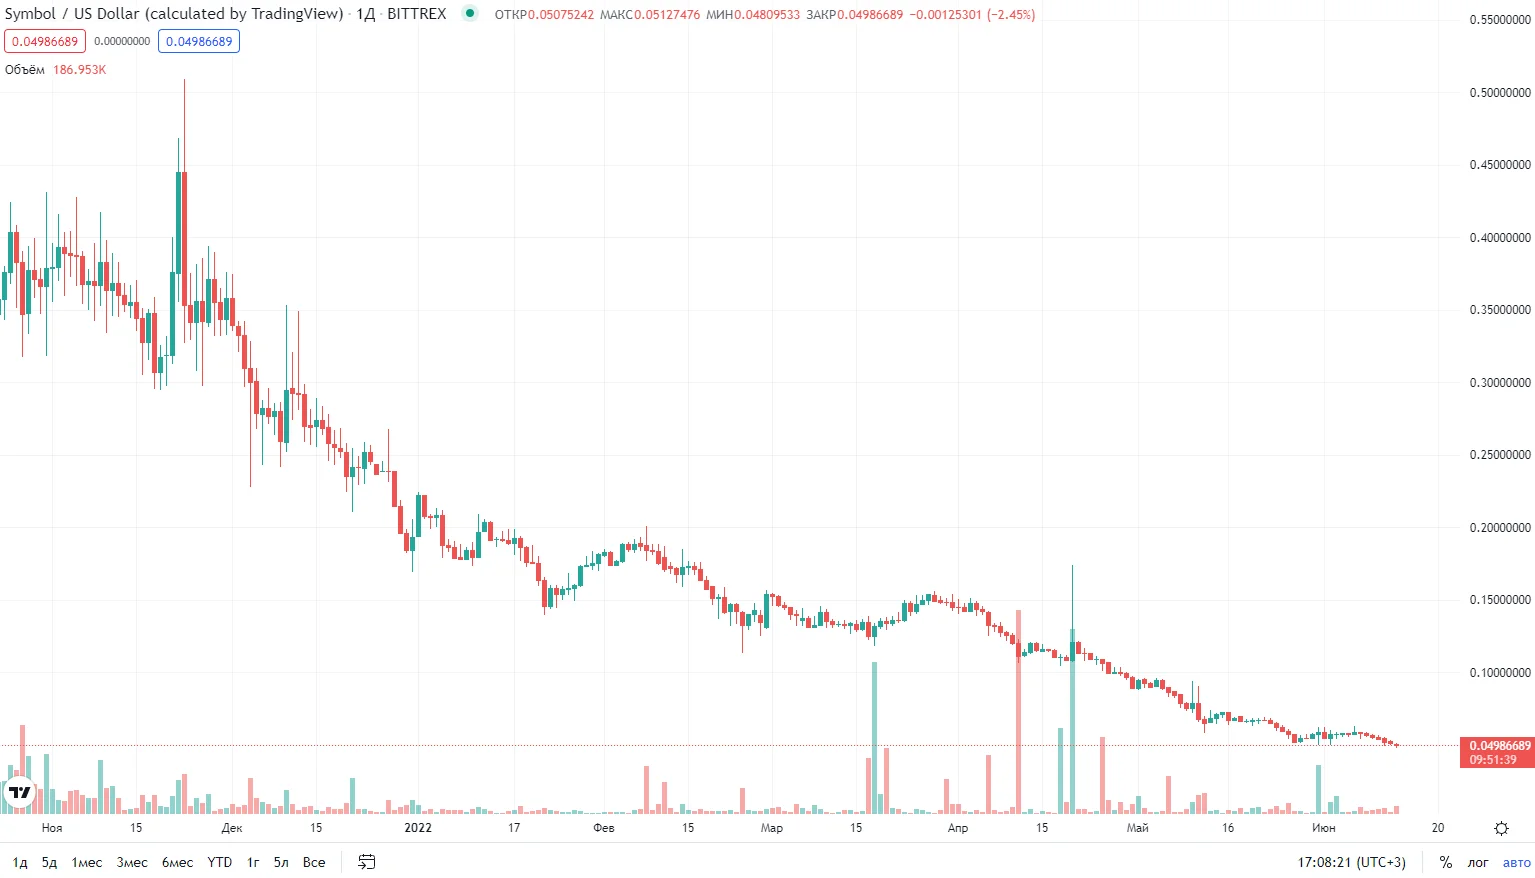 Symbol / US Dollar (calculated by TradingView) · 1Д · BITTREX ОТКР0.05075242 МАКС0.05127476 МИН0.04809533 ЗАКР0.04986689 −0.00125301 (−2.45%)
0.04986689 0.00000000 0.04986689
Объём 186.953K
0.55000000
0.50000000
0.45000000
0.40000000
0.35000000
0.30000000
0.25000000
0.20000000
0.15000000
0.10000000
0.04986689
09:51:39
Ноя 15 Дек 15 2022 17 Фев 15 Мар 15 Апр 15 Май 16 Июн 20
1д 5д 1мес 3мес 6мес YTD 1г 5л Все 17:08:21 (UTC+3) % лог авто